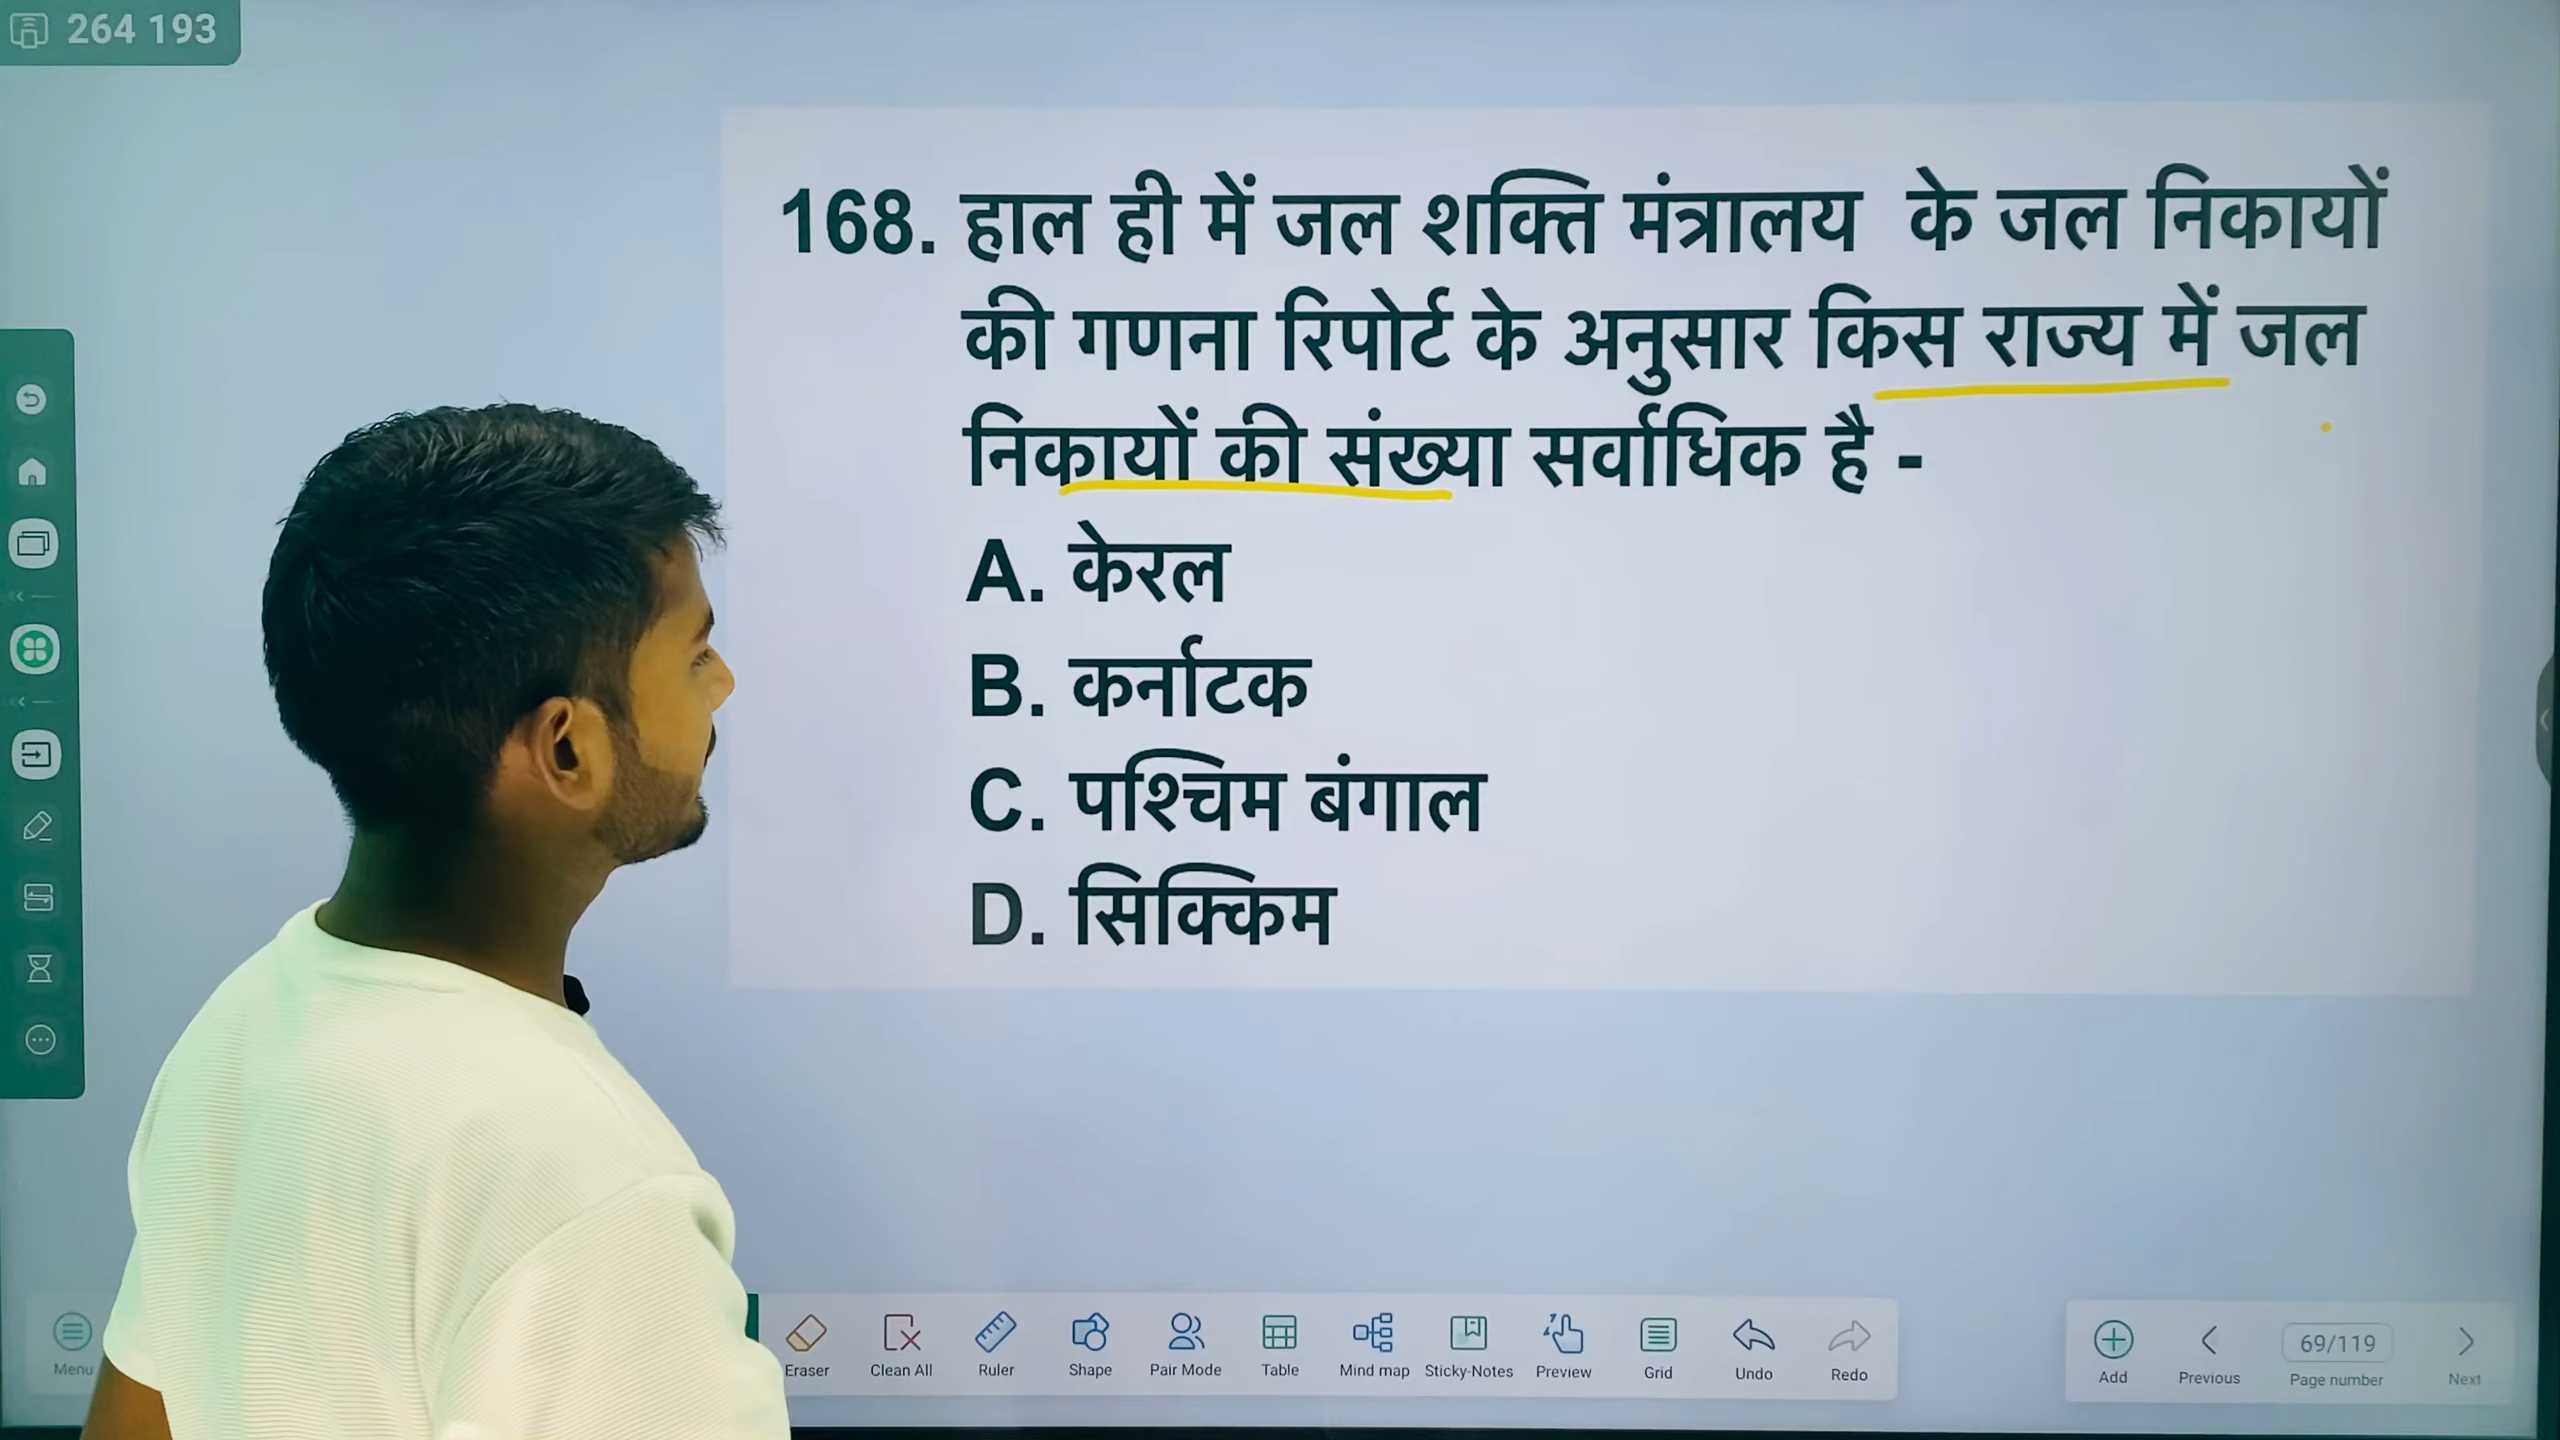 264 193
168. हाल ही में जल शक्ति मंत्रालय के जल निकायों
की गणना रिपोर्ट के अनुसार किस राज्य में जल
निकायों की संख्या सर्वाधिक है -
A. केरल
B. कर्नाटक
C. पश्चिम बंगाल
D. सिक्किम
Menu Eraser Clean All Ruler Shape Pair Mode Table Mind map Sticky-Notes Preview Grid Undo Redo Add Previous 69/119 Page number Next